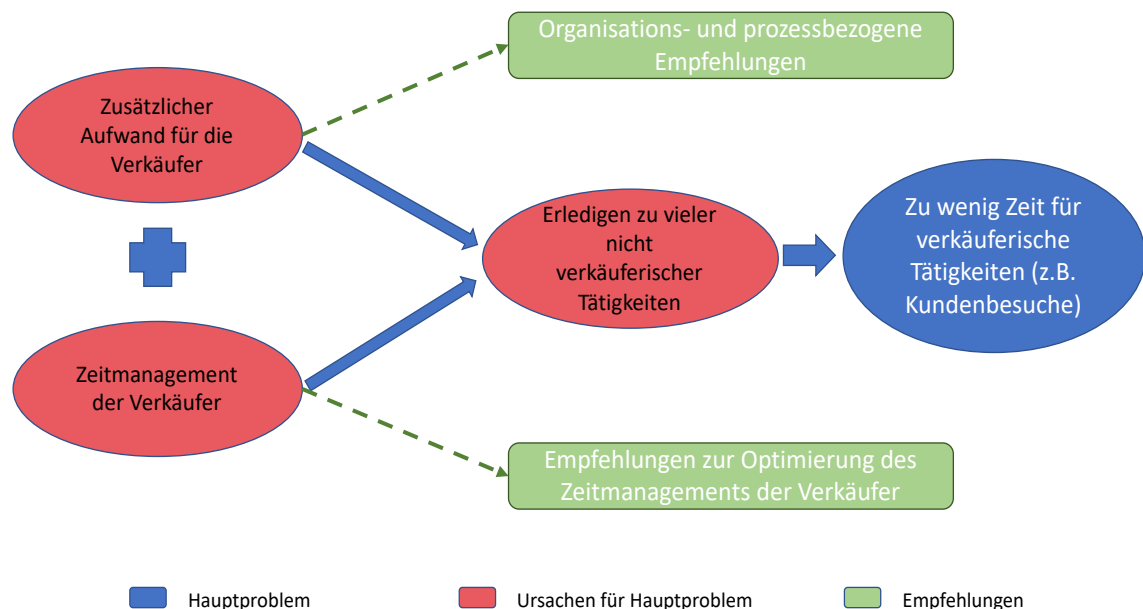 Organisations- und prozessbezogene
Empfehlungen
Zusätzlicher
Aufwand für die
Verkäufer
Erledigen zu vieler
nicht
verkäuferischer
Tätigkeiten
Zu wenig Zeit für
verkäuferische
Tätigkeiten (z.B.
Kundenbesuche)
Zeitmanagement
der Verkäufer
Empfehlungen zur Optimierung des
Zeitmanagements der Verkäufer
Hauptproblem
Ursachen für Hauptproblem
Empfehlungen